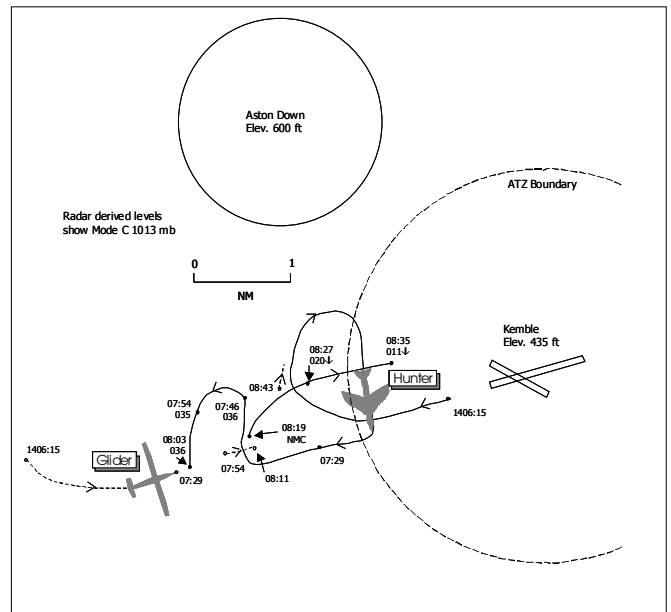 Aston Down
Elev. 600 ft
ATZ Boundary
Radar derived levels
show Mode C 1013 mb
0
1
NM
Kemble
Elev. 435 ft
08:27
020↓
08:35
011↓
Hunter
08:43
07:54
035
07:46
036
1406:15
08:03
036
08:19
NMC
1406:15
Glider
07:29
07:54
07:29
08:11